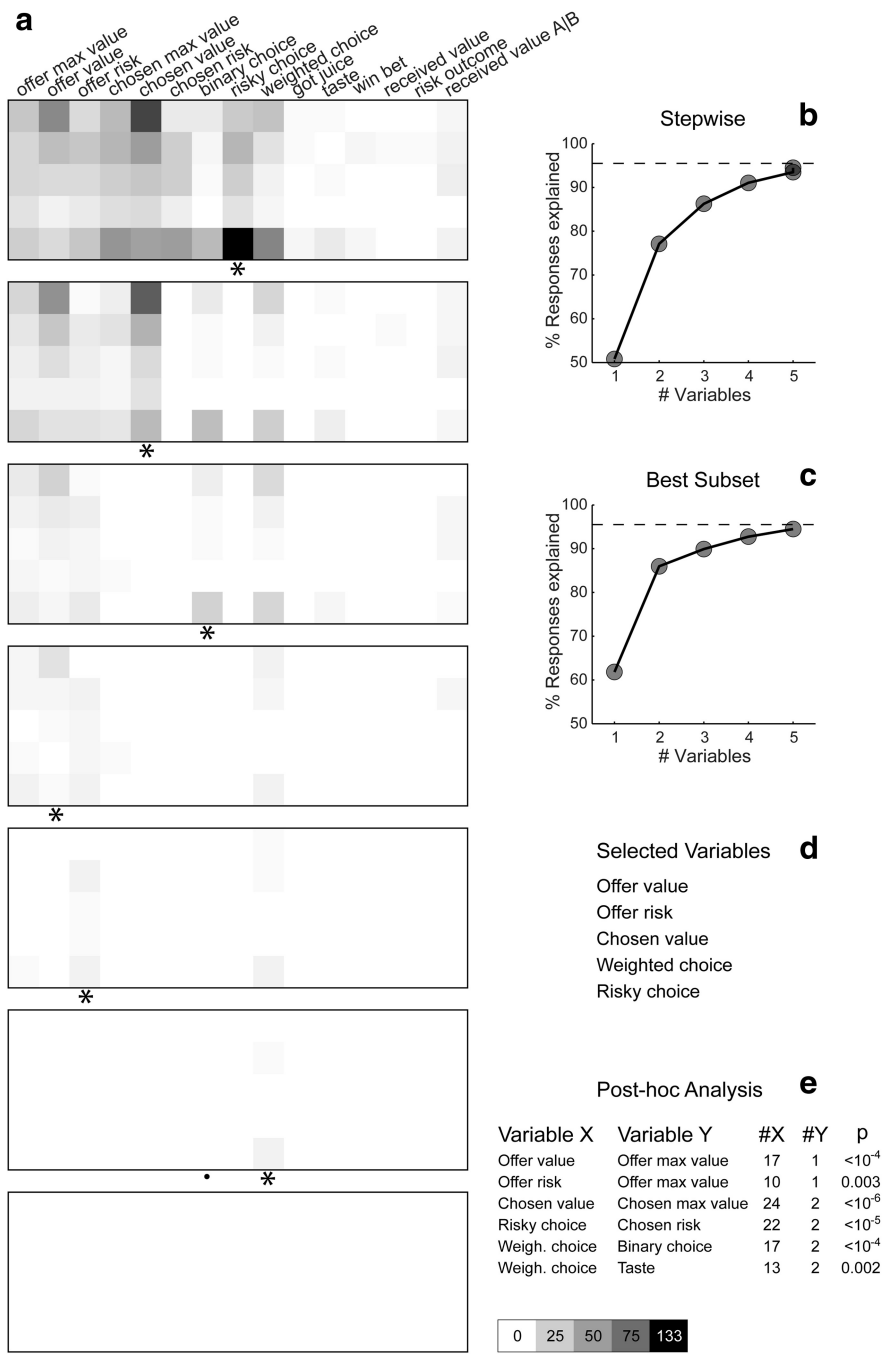 a
offer max value
offer value
offer risk
chosen max value
chosen value
chosen risk
binary choice
risky choice
weighted choice
got juice
taste
win bet
received value
risk outcome
received value A|B
*
*
*
*
*
• *
Stepwise b
100
90
80
70
60
50
% Responses explained
1 2 3 4 5
# Variables
Best Subset c
100
90
80
70
60
50
% Responses explained
1 2 3 4 5
# Variables
Selected Variables d
Offer value
Offer risk
Chosen value
Weighted choice
Risky choice
Post-hoc Analysis e
Variable X Variable Y #X #Y p
Offer value Offer max value 17 1 <10⁻⁴
Offer risk Offer max value 10 1 0.003
Chosen value Chosen max value 24 2 <10⁻⁶
Risky choice Chosen risk 22 2 <10⁻⁵
Weigh. choice Binary choice 17 2 <10⁻⁴
Weigh. choice Taste 13 2 0.002
0 25 50 75 133